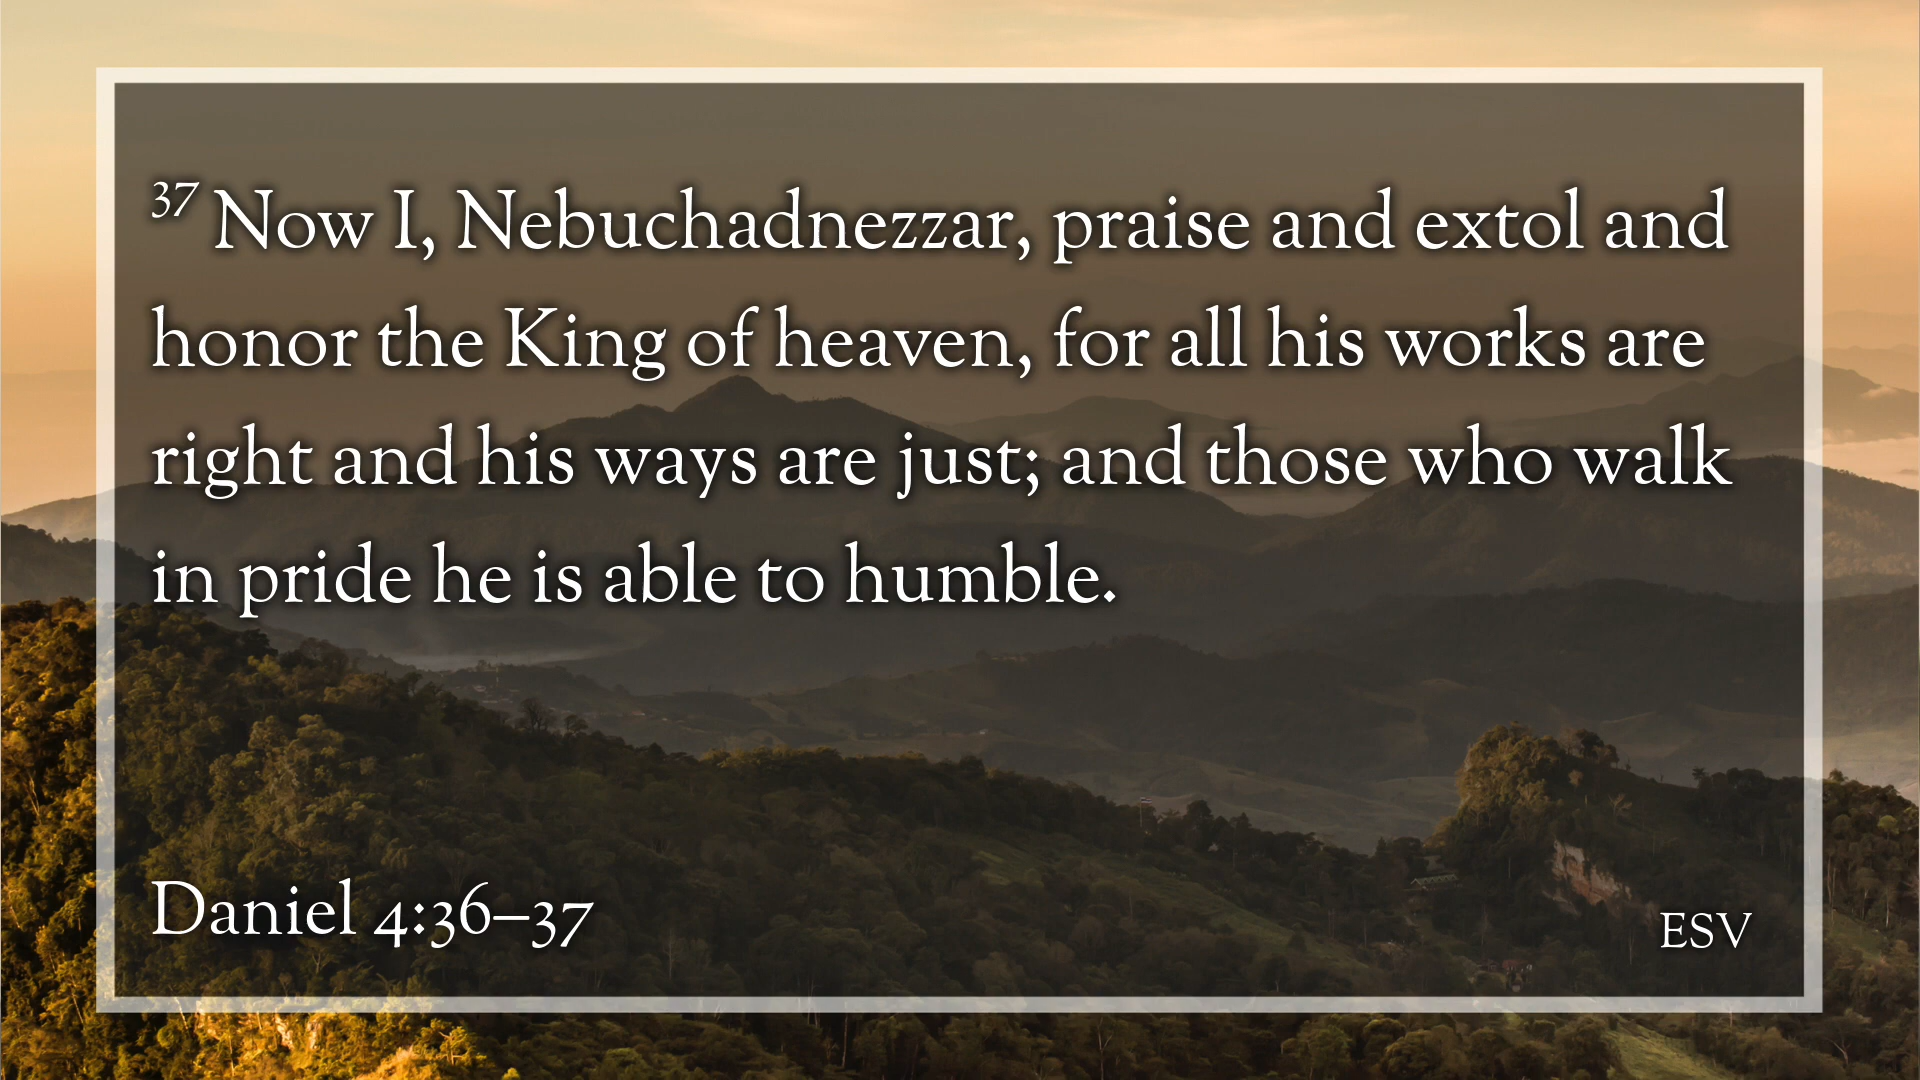 37 Now I, Nebuchadnezzar, praise and extol and
honor the King of heaven, for all his works are
right and his ways are just; and those who walk
in pride he is able to humble.
Daniel 4:36–37
ESV